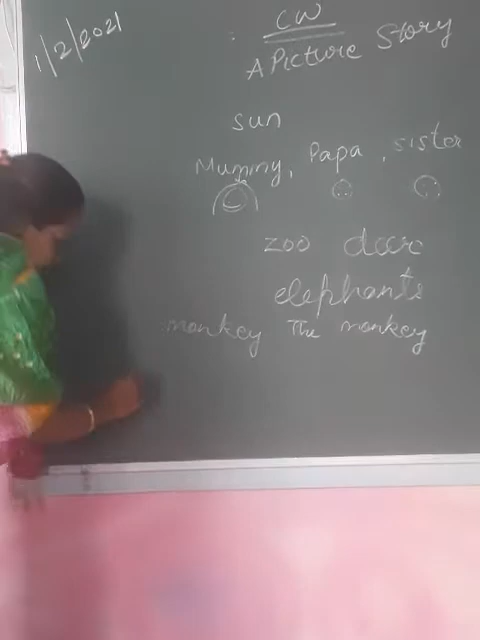 1/2/2021
CW
A Picture Story
sun
Mummy, Papa, sister
zoo
elephants
monkey The monkey